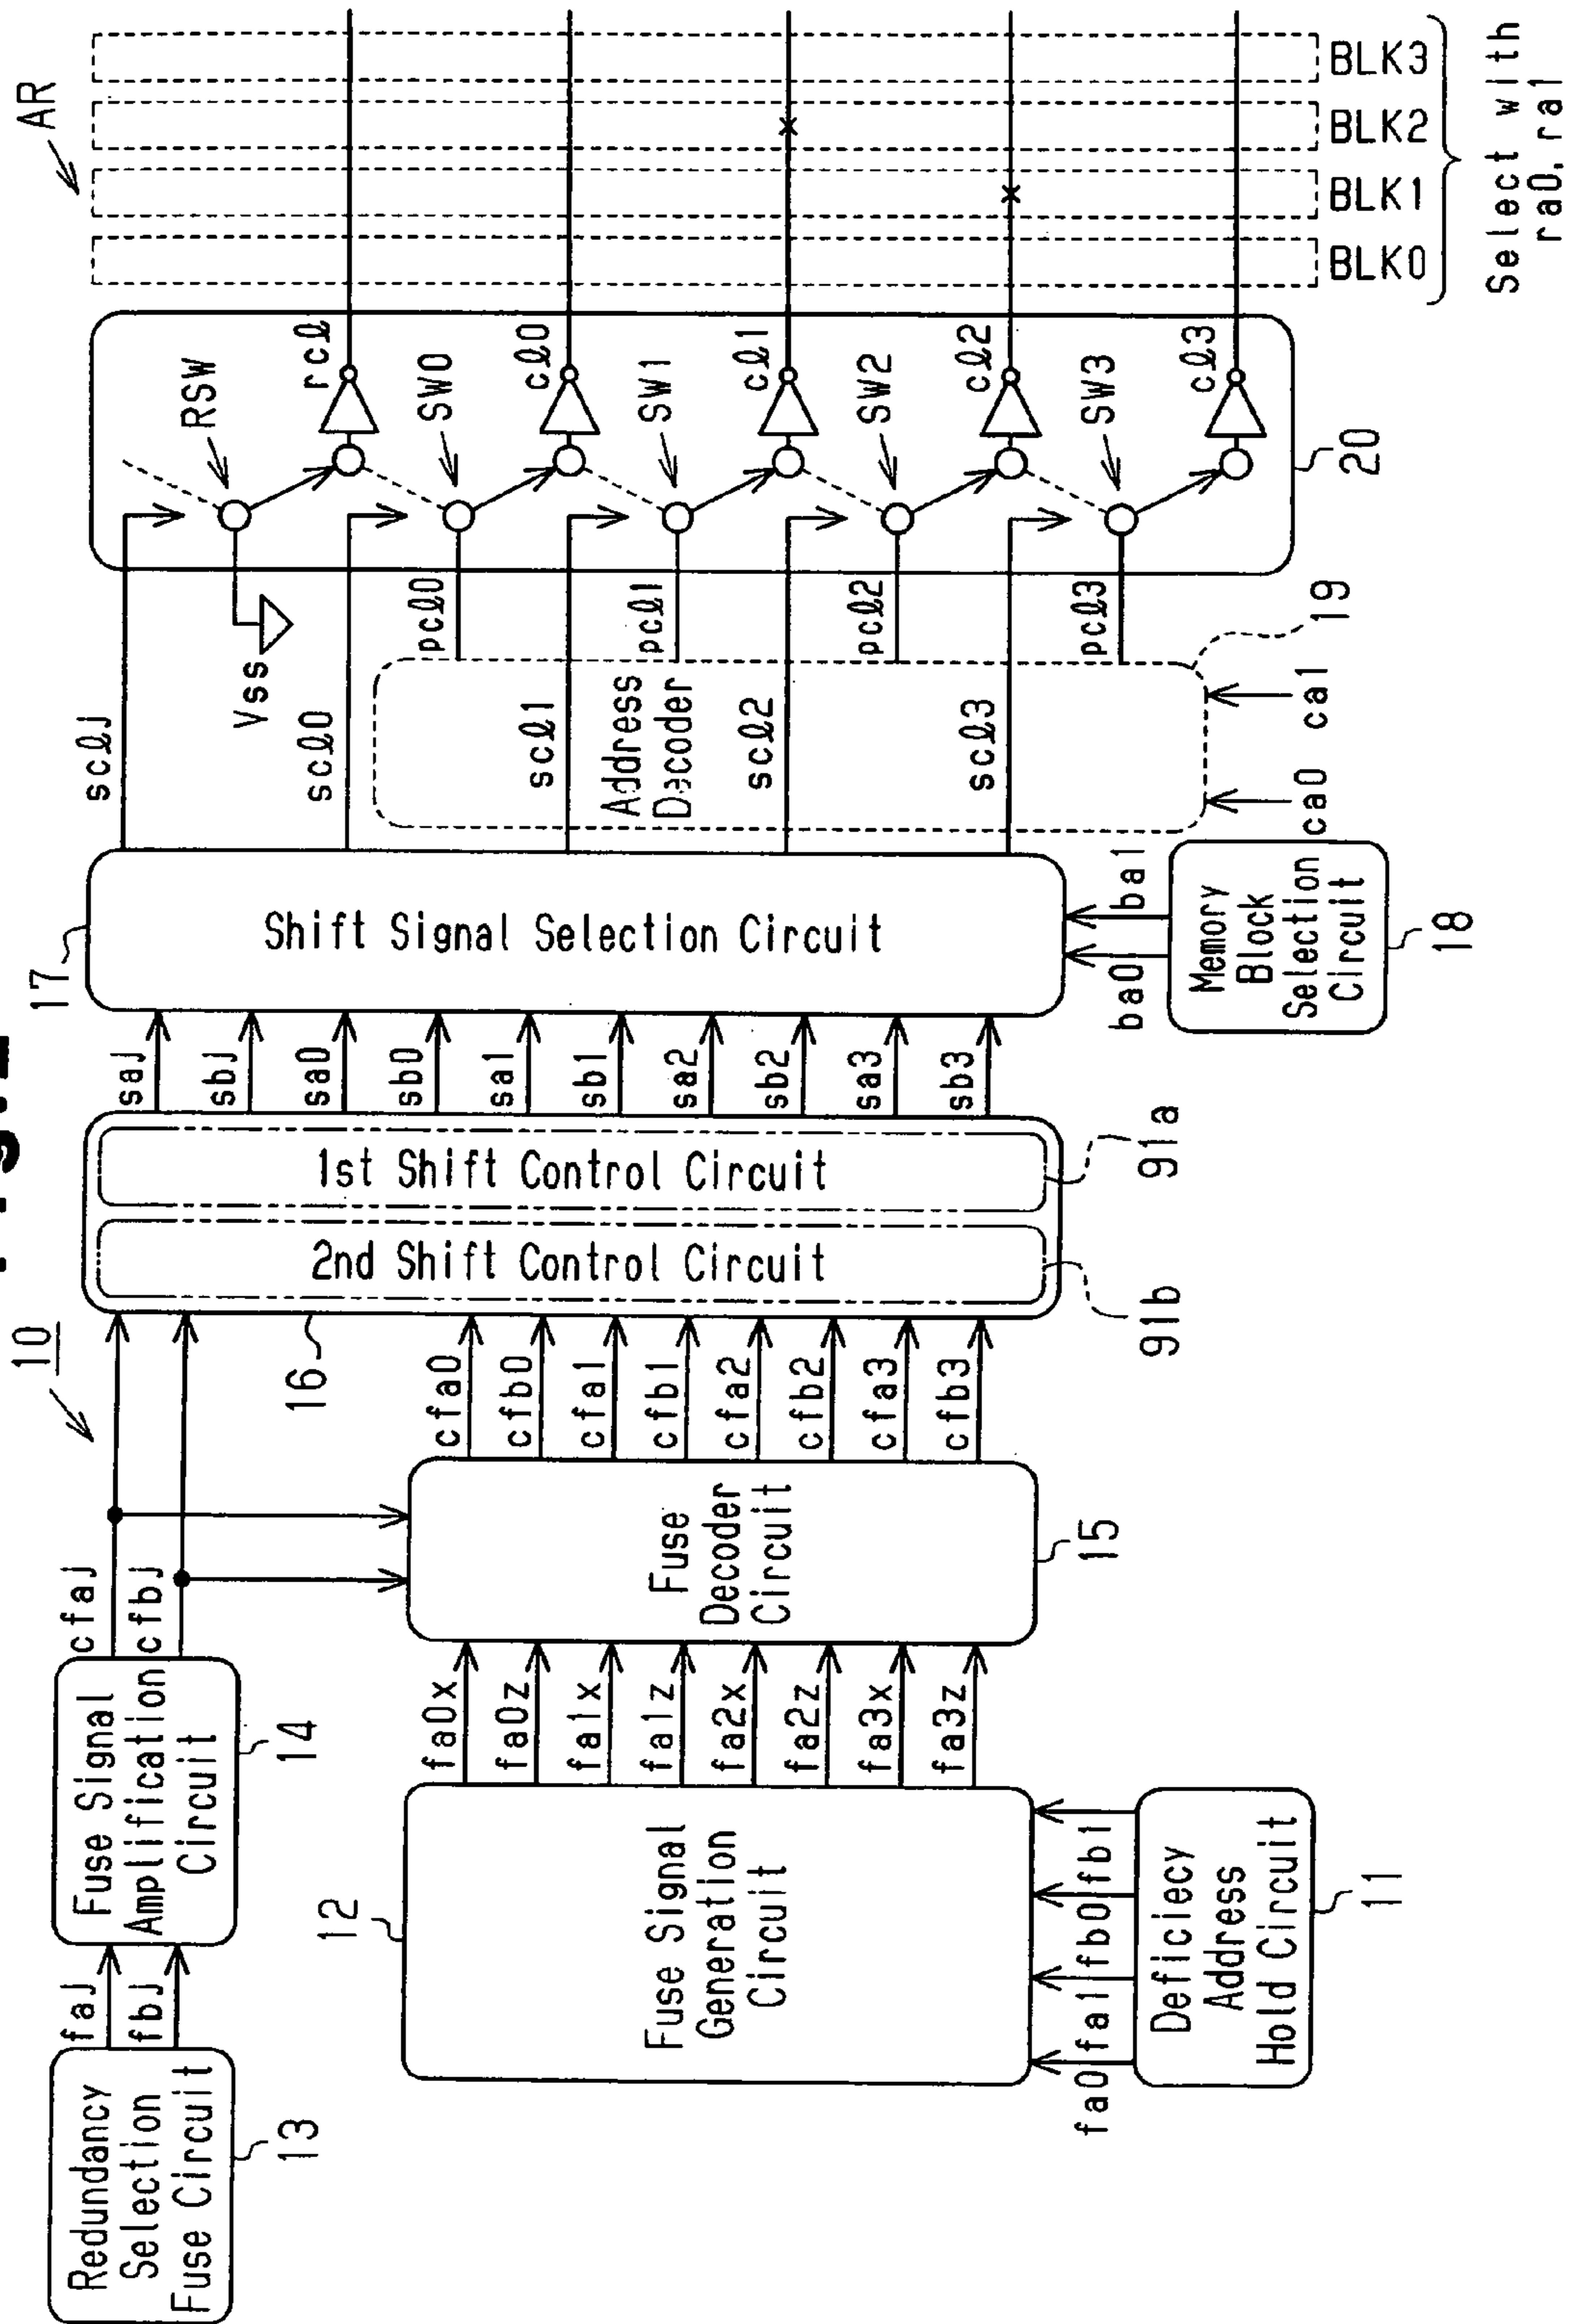 10
Redundancy
Selection
Fuse Circuit
13
faj
fbj
Fuse Signal
Amplification
Circuit
14
cfaj
cfbj
12
Fuse Signal
Generation
Circuit
fa0
fa1
fb0
fb1
Deficiecy
Address
Hold Circuit
11
fa0x
fa0z
fa1x
fa1z
fa2x
fa2z
fa3x
fa3z
Fuse
Decoder
Circuit
15
cfa0
cfb0
cfa1
cfb1
cfa2
cfb2
cfa3
cfb3
16
2nd Shift Control Circuit
1st Shift Control Circuit
91b
91a
saj
sbj
sa0
sb0
sa1
sb1
sa2
sb2
sa3
sb3
17
Shift Signal Selection Circuit
ba0
ba1
Memory
Block
Selection
Circuit
18
sclj
scl0
scl1
scl2
scl3
Vss
Address
Decoder
ca0
ca1
19
pcl0
pcl1
pcl2
pcl3
RSW
SW0
SW1
SW2
SW3
rcl
cl0
cl1
cl2
cl3
20
AR
BLK0
BLK1
BLK2
BLK3
Select with
ra0, ra1